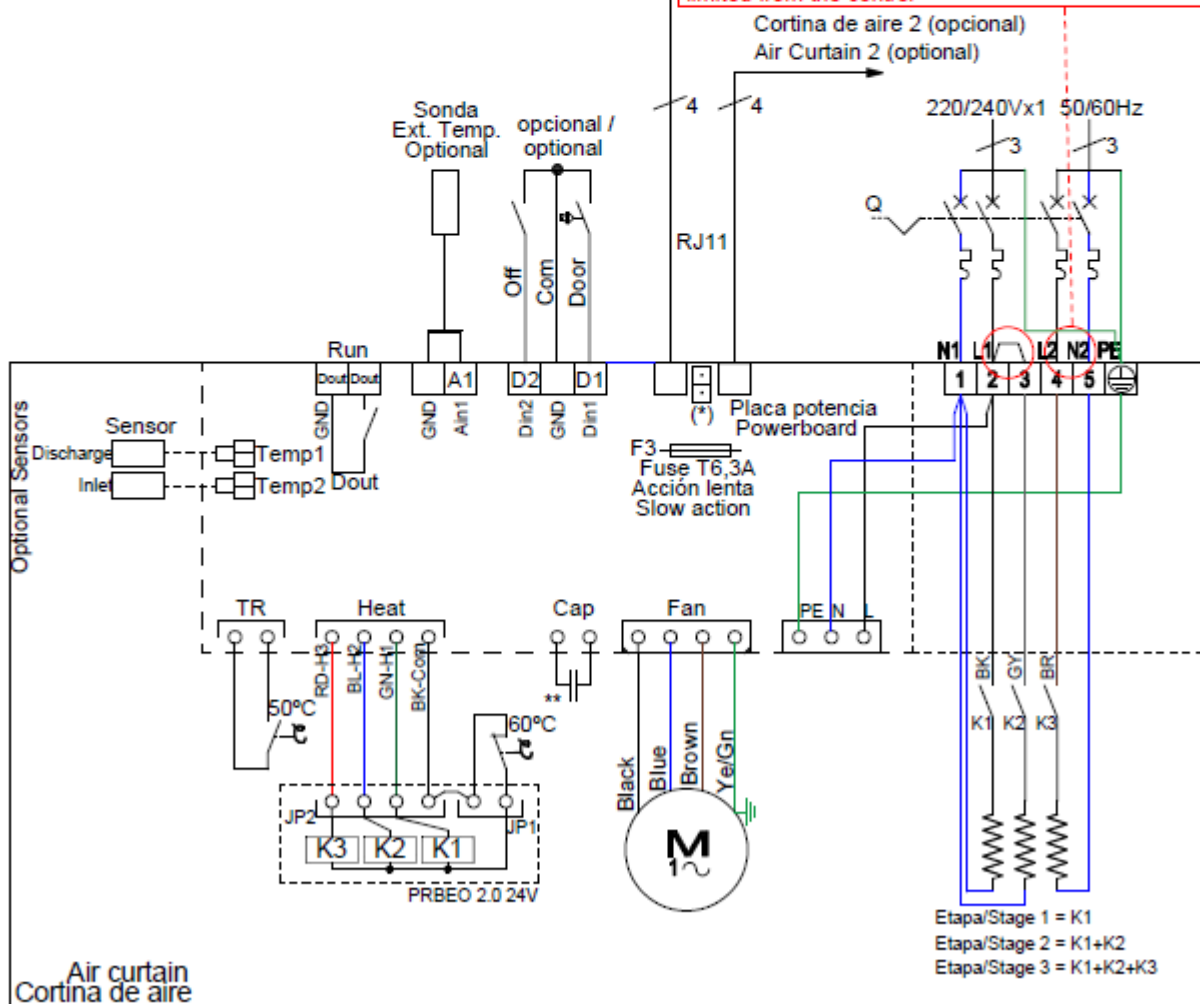 Cortina de aire 2 (opcional)
Air Curtain 2 (optional)
4
4
Sonda
Ext. Temp.
Optional
opcional /
optional
220/240Vx1
50/60Hz
3
3
Q
RJ11
Off
Com
Door
Run
N1
L1
L2
N2
PE
Dout
Dout
A1
D2
D1
1
2
3
4
5
GND
GND
Ain1
Din2
GND
Din1
(*)
Placa potencia
Powerboard
Optional Sensors
Sensor
Discharge
Temp1
Inlet
Temp2
Dout
F3
Fuse T6,3A
Acción lenta
Slow action
TR
Heat
Cap
Fan
PE
N
L
RD-H3
BL-H2
GN-H1
BK-Com
**
50ºC
60ºC
BK
GY
BR
K1
K2
K3
Black
Blue
Brown
Ye/Gn
JP2
JP1
K3
K2
K1
M
1
PRBEO 2.0 24V
Etapa/Stage 1 = K1
Etapa/Stage 2 = K1+K2
Etapa/Stage 3 = K1+K2+K3
Air curtain
Cortina de aire